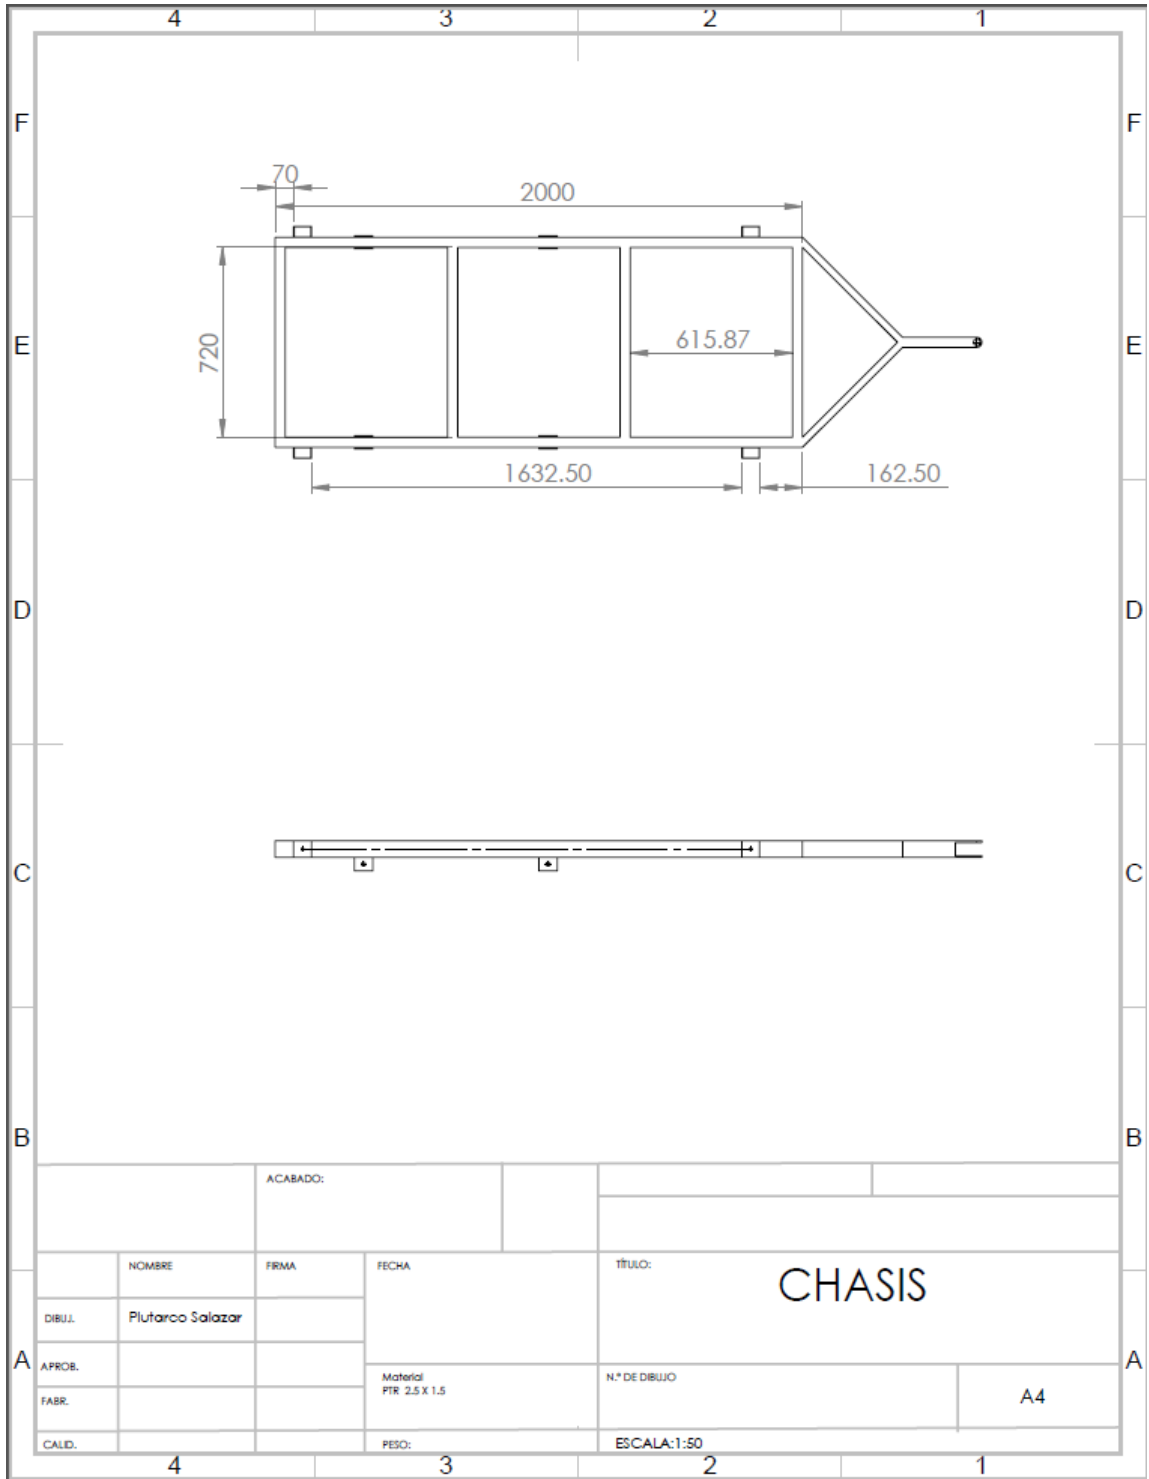 4 3 2 1
F F
70
2000
E 720 615.87 E
1632.50 162.50
D D
C C
B B
ACABADO:
NOMBRE FIRMA FECHA TÍTULO:
CHASIS
DIBUJ. Plutarco Salazar
A APROB. A
Material N.º DE DIBUJO
PTR 2.5 X 1.5 A4
FABR.
CALID. PESO: ESCALA:1:50
4 3 2 1